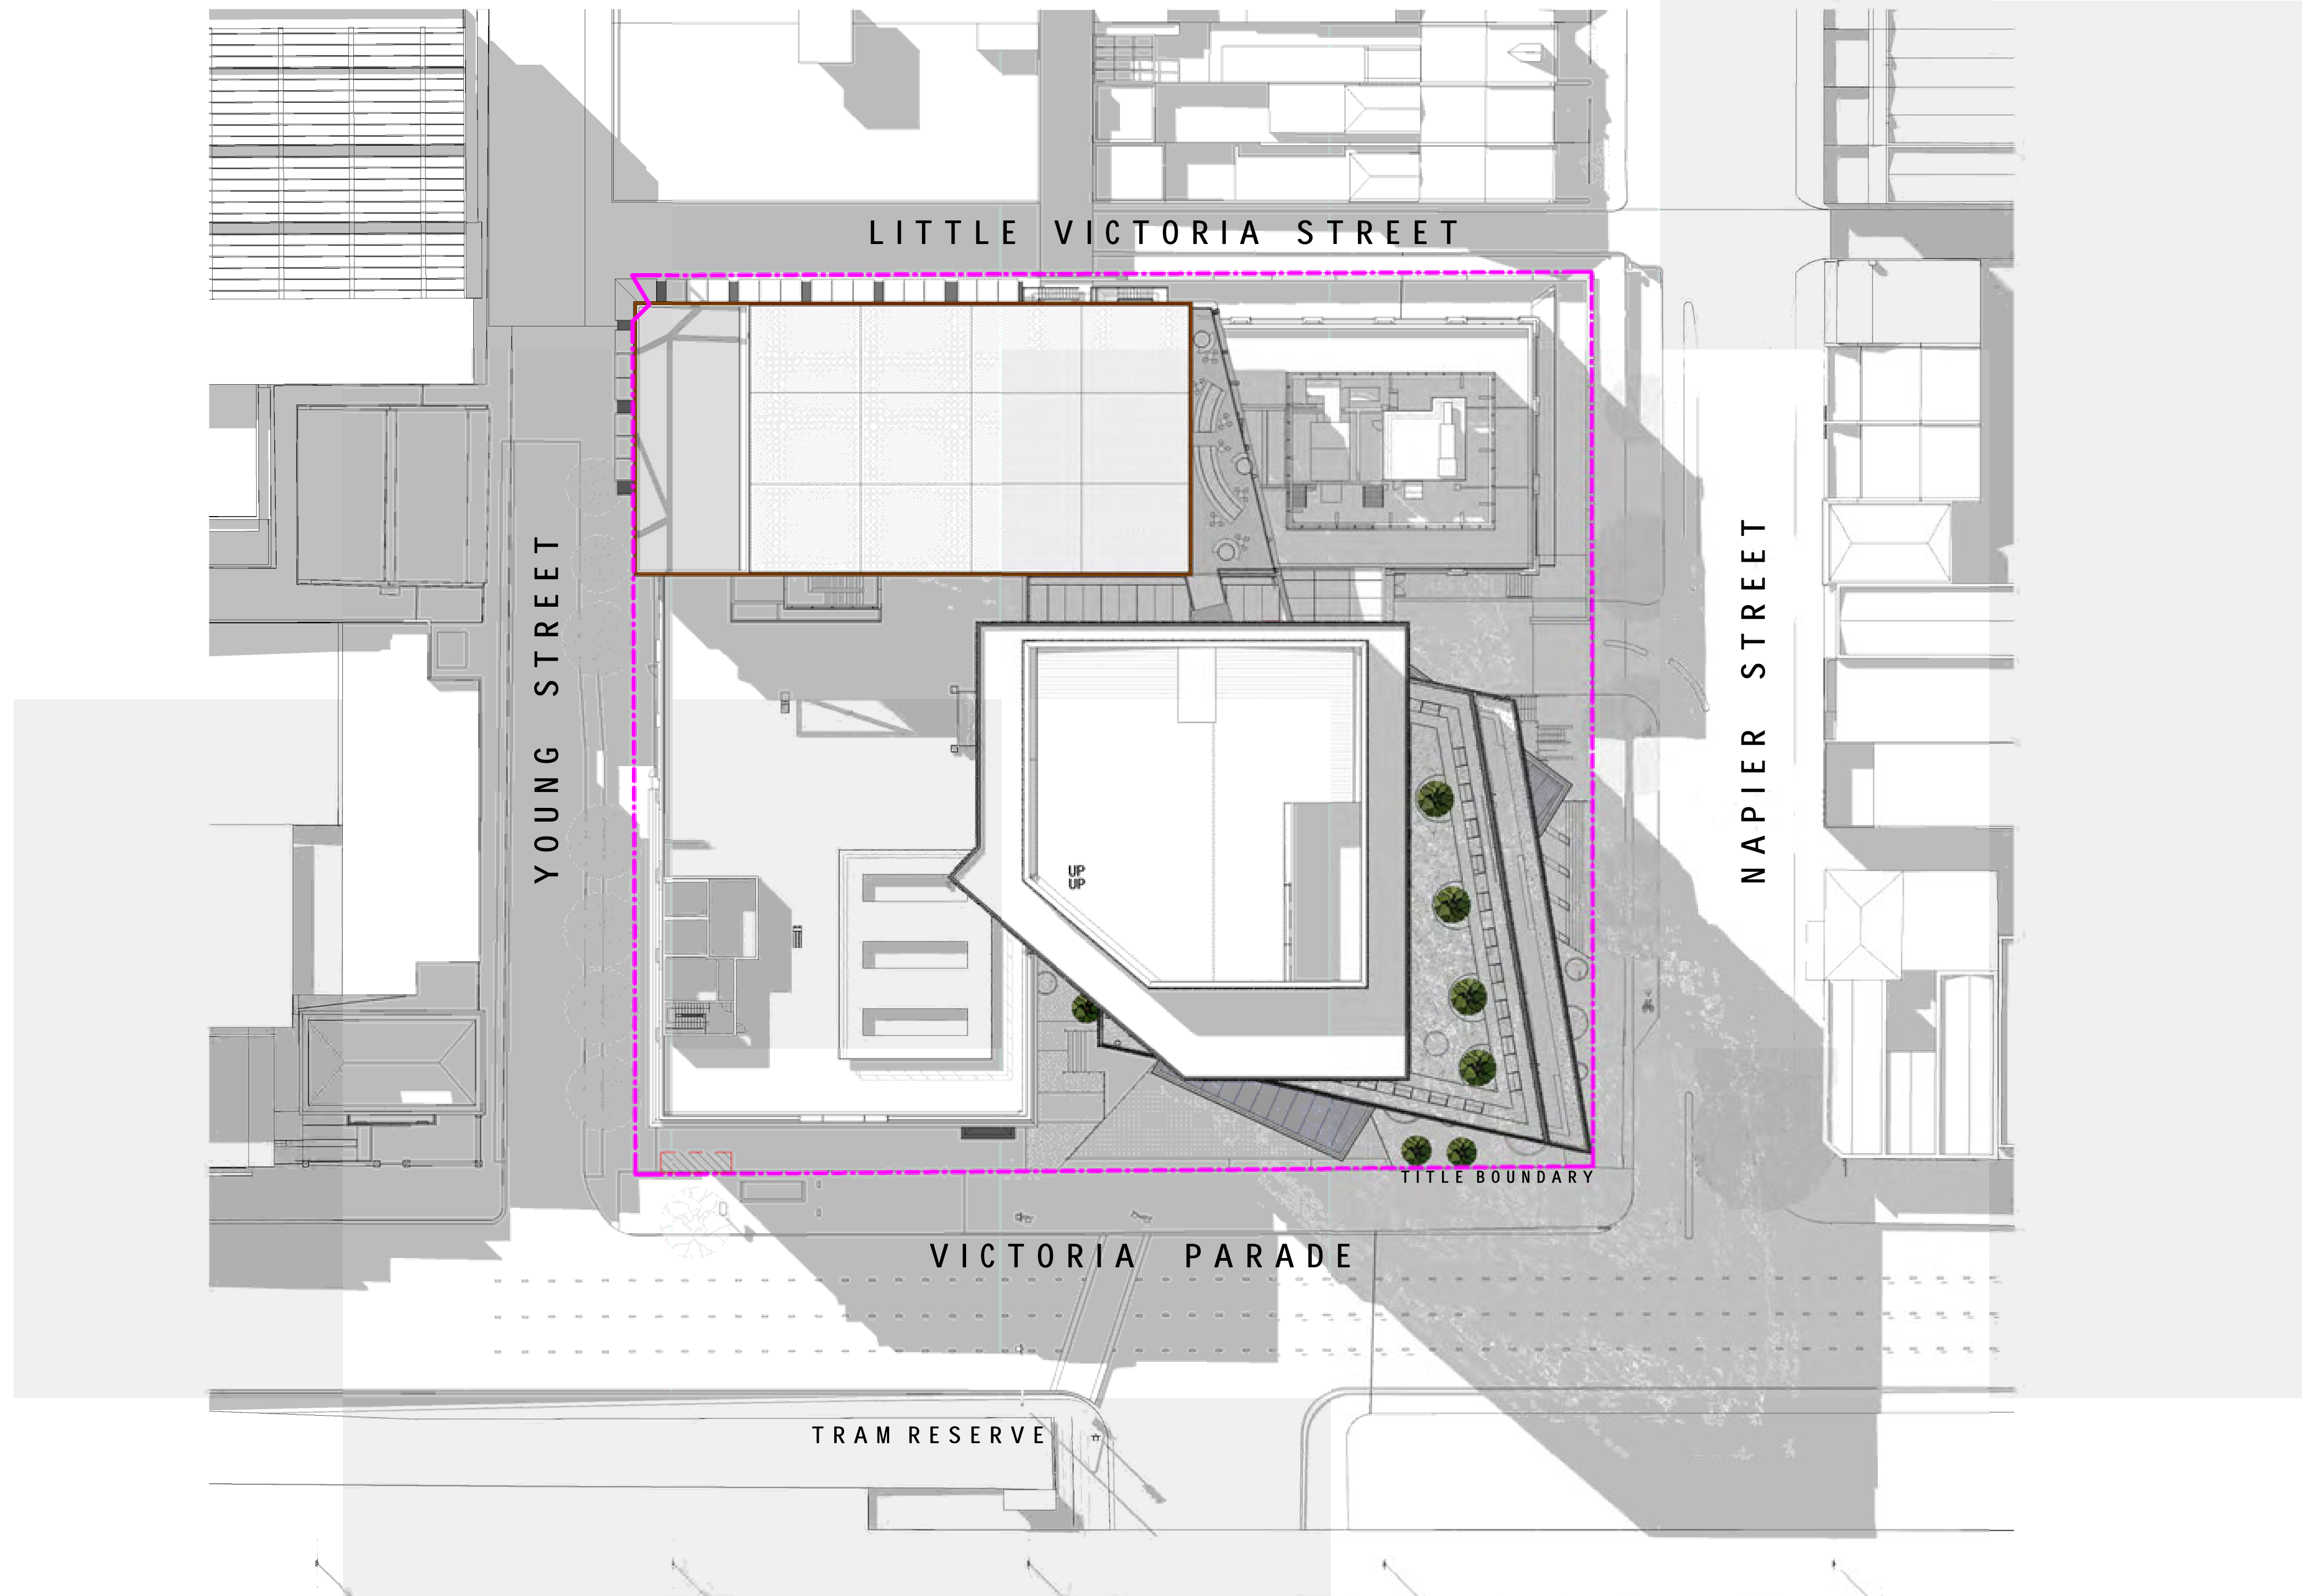 LITTLE VICTORIA STREET
YOUNG STREET
NAPIER STREET
UP
UP
TITLE BOUNDARY
VICTORIA PARADE
TRAM RESERVE